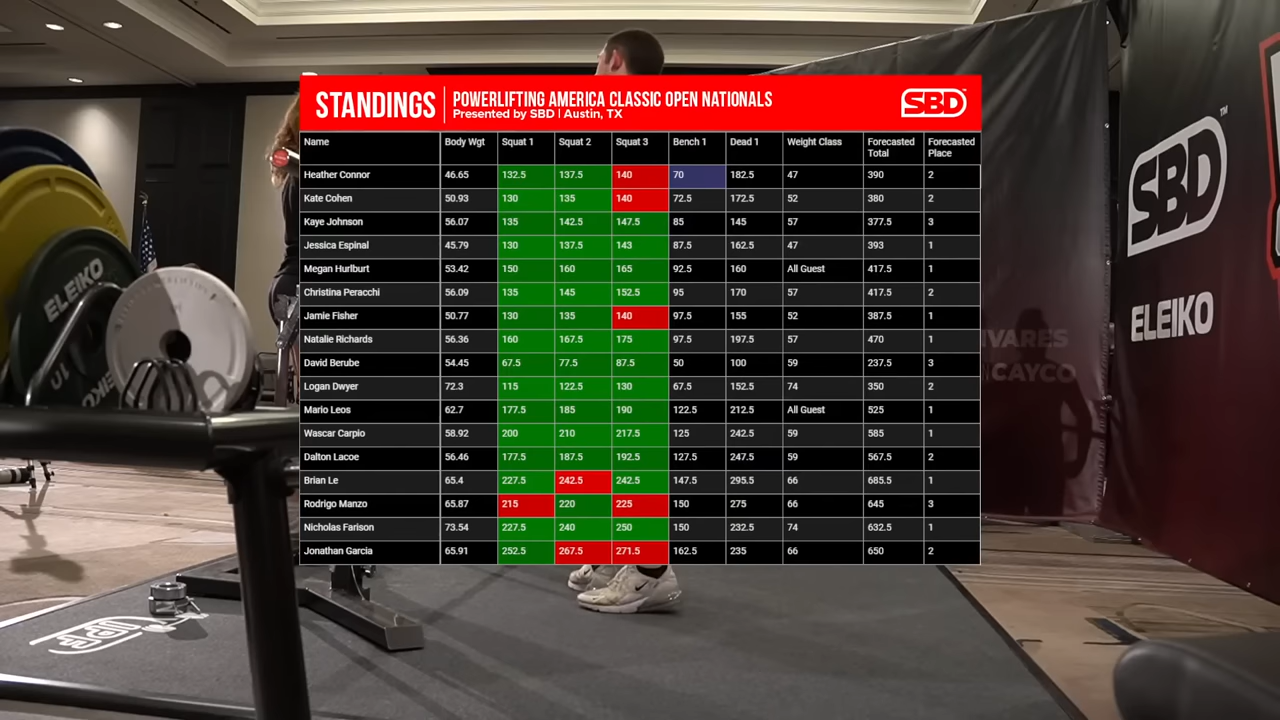 STANDINGS
POWERLIFTING AMERICA CLASSIC OPEN NATIONALS
Presented by SBD | Austin, TX
SBD™
Name Body Wgt Squat 1 Squat 2 Squat 3 Bench 1 Dead 1 Weight Class Forecasted Total Forecasted Place
Heather Connor 46.65 132.5 137.5 140 70 182.5 47 390 2
Kate Cohen 50.93 130 135 140 72.5 172.5 52 380 2
Kaye Johnson 56.07 135 142.5 147.5 85 145 57 377.5 3
Jessica Espinal 45.79 130 137.5 143 87.5 162.5 47 393 1
Megan Hurlburt 53.42 150 160 165 92.5 160 All Guest 417.5 1
Christina Peracchi 56.09 135 145 152.5 95 170 57 417.5 2
Jamie Fisher 50.77 130 135 140 97.5 155 52 387.5 1
Natalie Richards 56.36 160 167.5 175 97.5 197.5 57 470 1
David Berube 54.45 67.5 77.5 87.5 50 100 59 237.5 3
Logan Dwyer 72.3 115 122.5 130 67.5 152.5 74 350 2
Mario Leos 62.7 177.5 185 190 122.5 212.5 All Guest 525 1
Wascar Carpio 58.92 200 210 217.5 125 242.5 59 585 1
Dalton Lacoe 56.46 177.5 187.5 192.5 127.5 247.5 59 567.5 2
Brian Le 65.4 227.5 242.5 242.5 147.5 295.5 66 685.5 1
Rodrigo Manzo 65.87 215 220 225 150 275 66 645 3
Nicholas Farison 73.54 227.5 240 250 150 232.5 74 632.5 1
Jonathan Garcia 65.91 252.5 267.5 271.5 162.5 235 66 650 2
ELEIKO
10
SBD™
ELEIKO
IVARES
CAYCO